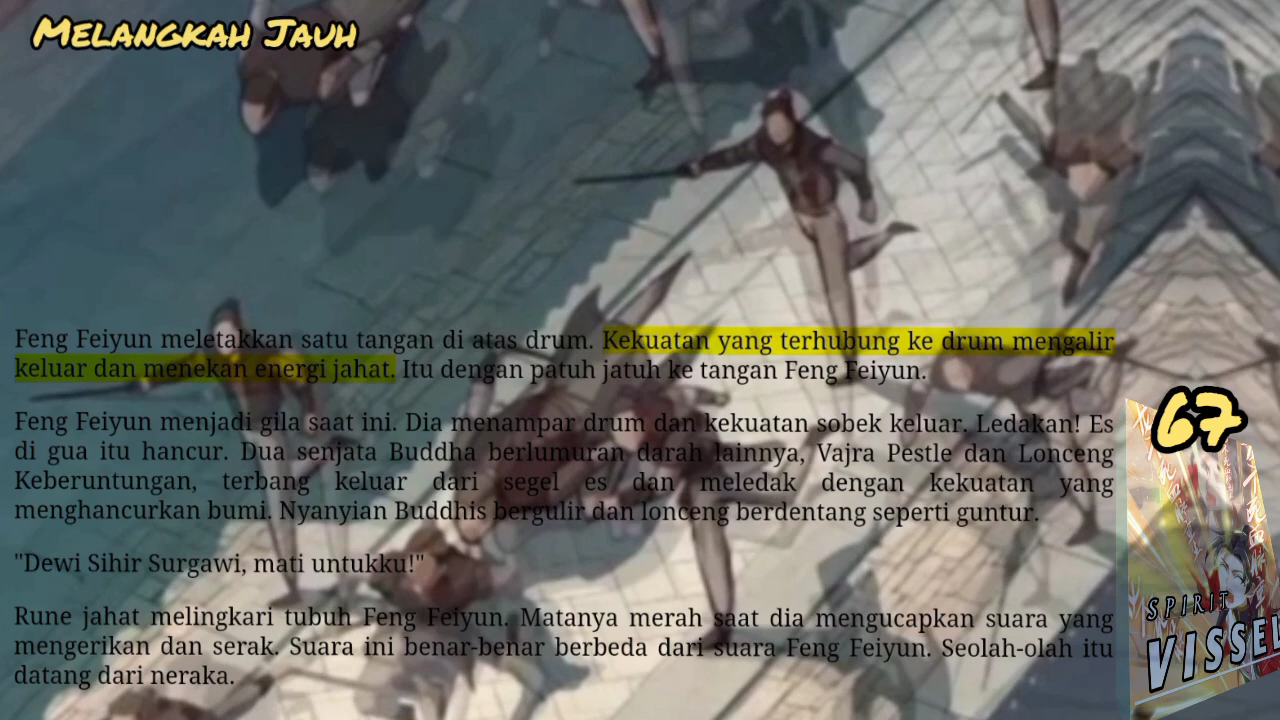 Melangkah Jauh
Feng Feiyun meletakkan satu tangan di atas drum. Kekuatan yang terhubung ke drum mengalir
keluar dan menekan energi jahat. Itu dengan patuh jatuh ke tangan Feng Feiyun.
Feng Feiyun menjadi gila saat ini. Dia menampar drum dan kekuatan sobek keluar. Ledakan! Es
di gua itu hancur. Dua senjata Buddha berlumuran darah lainnya, Vajra Pestle dan Lonceng
Keberuntungan, terbang keluar dari segel es dan meledak dengan kekuatan yang
menghancurkan bumi. Nyanyian Buddhis bergulir dan lonceng berdentang seperti guntur.
"Dewi Sihir Surgawi, mati untukku!"
Rune jahat melingkari tubuh Feng Feiyun. Matanya merah saat dia mengucapkan suara yang
mengerikan dan serak. Suara ini benar-benar berbeda dari suara Feng Feiyun. Seolah-olah itu
datang dari neraka.
67
SPIRIT
VISSEL